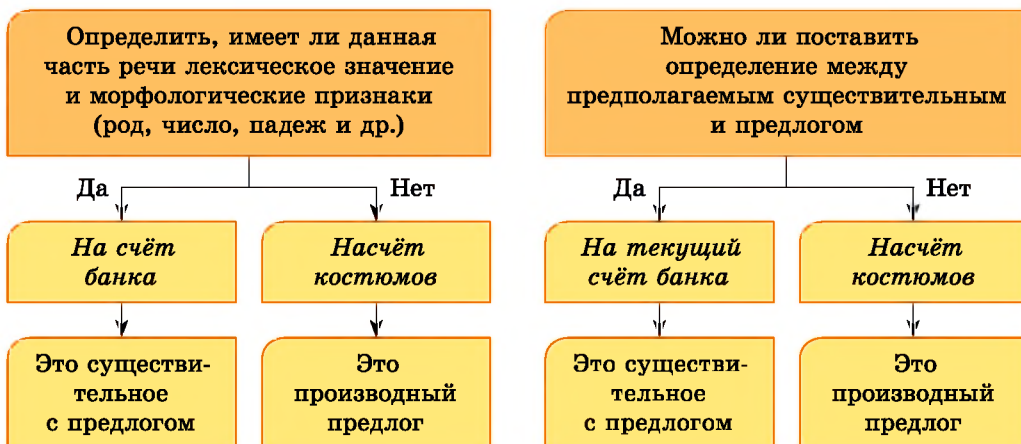 Определить, имеет ли данная
часть речи лексическое значение
и морфологические признаки
(род, число, падеж и др.)
Да
Нет
На счёт
банка
Насчёт
костюмов
Это существи-
тельное
с предлогом
Это
производный
предлог
Можно ли поставить
определение между
предполагаемым существительным
и предлогом
Да
Нет
На текущий
счёт банка
Насчёт
костюмов
Это существи-
тельное
с предлогом
Это
производный
предлог